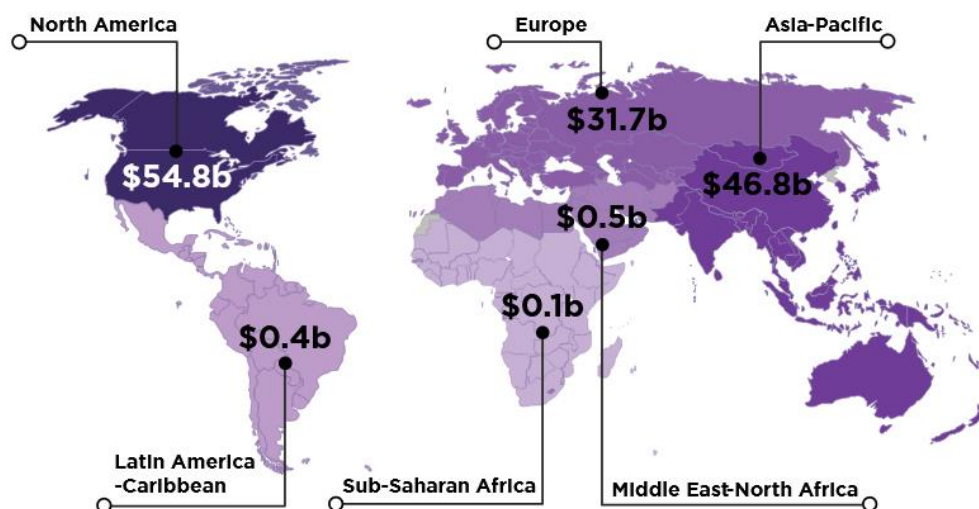 North America
Europe
Asia-Pacific
$54.8b
$31.7b
$46.8b
$0.5b
$0.1b
$0.4b
Latin America
-Caribbean
Sub-Saharan Africa
Middle East-North Africa